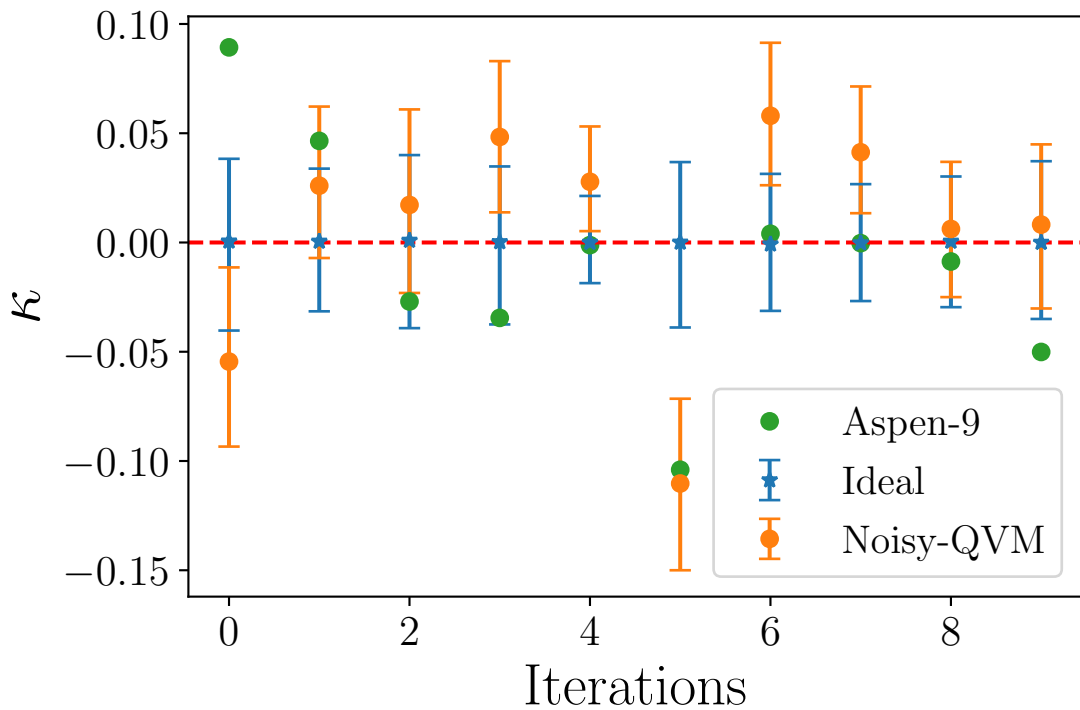 0.10
0.05
0.00
−0.05
−0.10
−0.15
κ
Aspen-9
Ideal
Noisy-QVM
0 2 4 6 8
Iterations